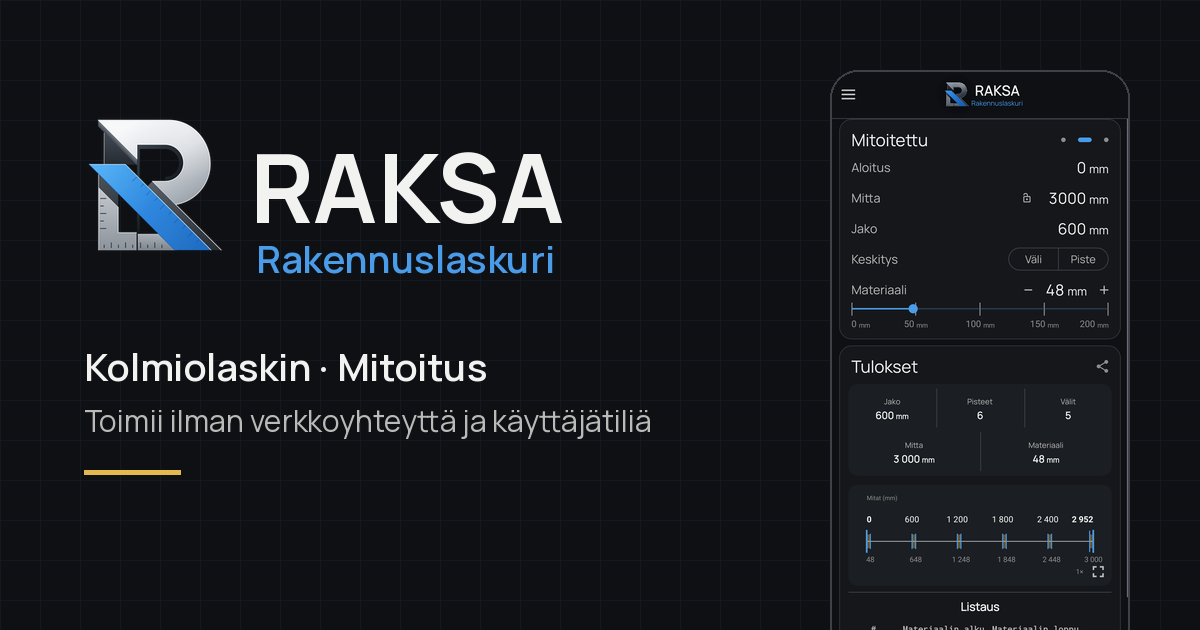 RAKSA
Rakennuslaskuri
Kolmiolaskin · Mitoitus
Toimii ilman verkkoyhteyttä ja käyttäjätiliä
RAKSA
Rakennuslaskuri
Mitoitettu
Aloitus 0 mm
Mitta 3000 mm
Jako 600 mm
Keskitys Väli Piste
Materiaali − 48 mm +
0 mm 50 mm 100 mm 150 mm 200 mm
Tulokset
Jako Pisteet Välit
600 mm 6 5
Mitta Materiaali
3 000 mm 48 mm
Mitat (mm)
0 600 1 200 1 800 2 400 2 952
48 648 1 248 1 848 2 448 3 000
1×
Listaus
# Materiaalin alku Materiaalin loppu